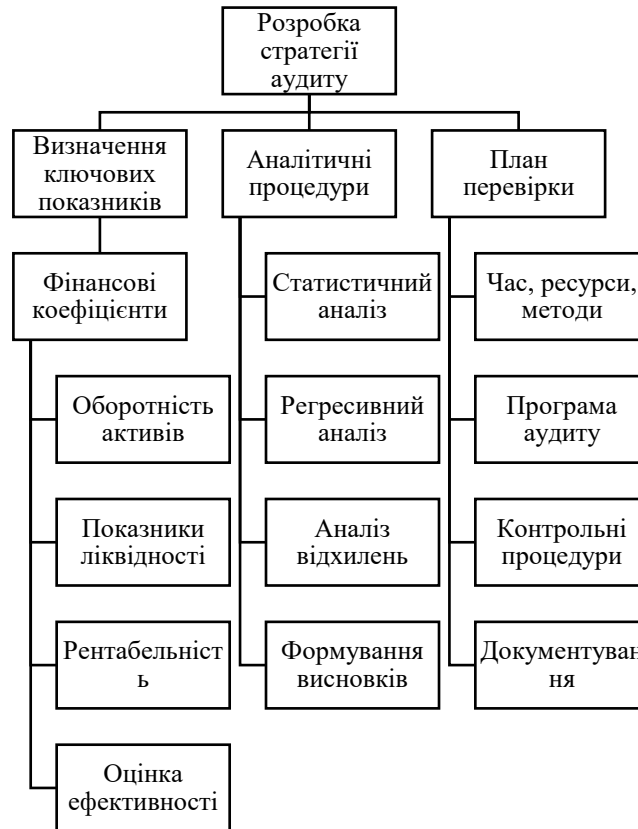 Розробка
стратегії
аудиту
Визначення
ключових
показників
Аналітичні
процедури
План
перевірки
Фінансові
коефіцієнти
Статистичний
аналіз
Час, ресурси,
методи
Оборотність
активів
Регресивний
аналіз
Програма
аудиту
Показники
ліквідності
Аналіз
відхилень
Контрольні
процедури
Рентабельніст
ь
Формування
висновків
Документуван
ня
Оцінка
ефективності